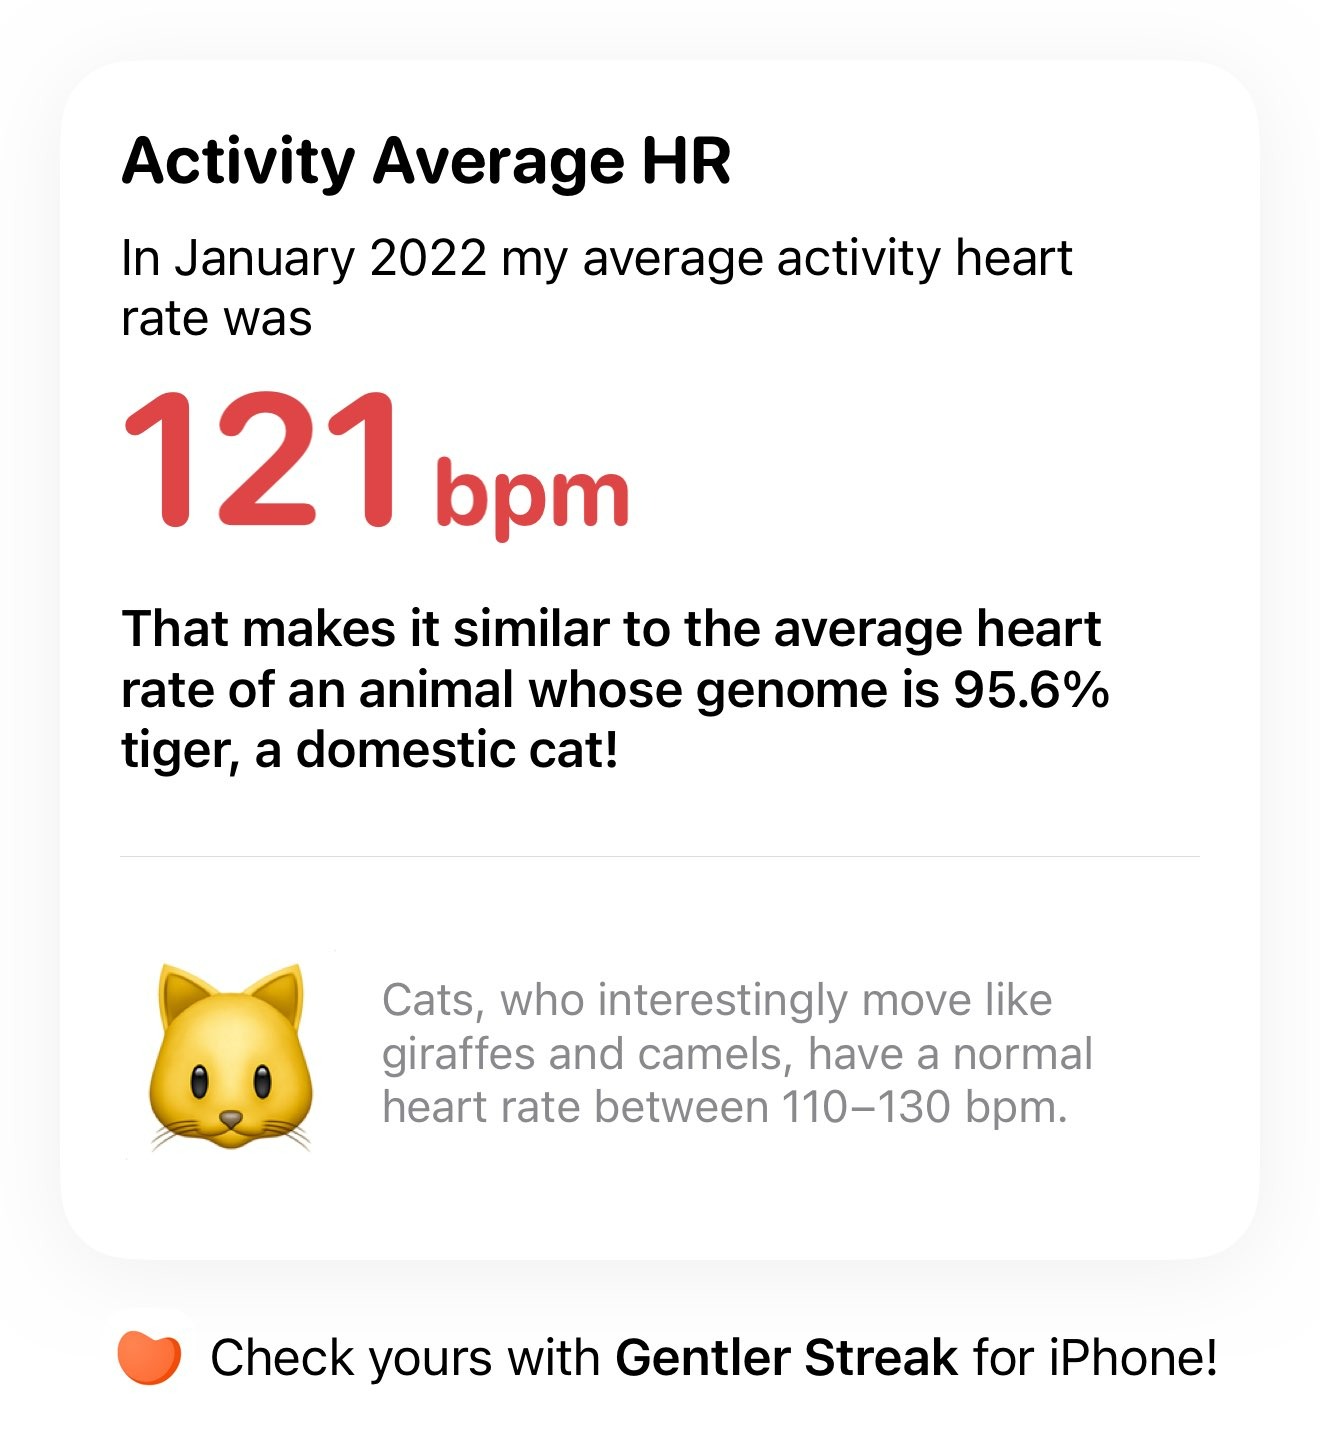 Activity Average HR
In January 2022 my average activity heart
rate was
121 bpm
That makes it similar to the average heart
rate of an animal whose genome is 95.6%
tiger, a domestic cat!
Cats, who interestingly move like
giraffes and camels, have a normal
heart rate between 110–130 bpm.
Check yours with Gentler Streak for iPhone!